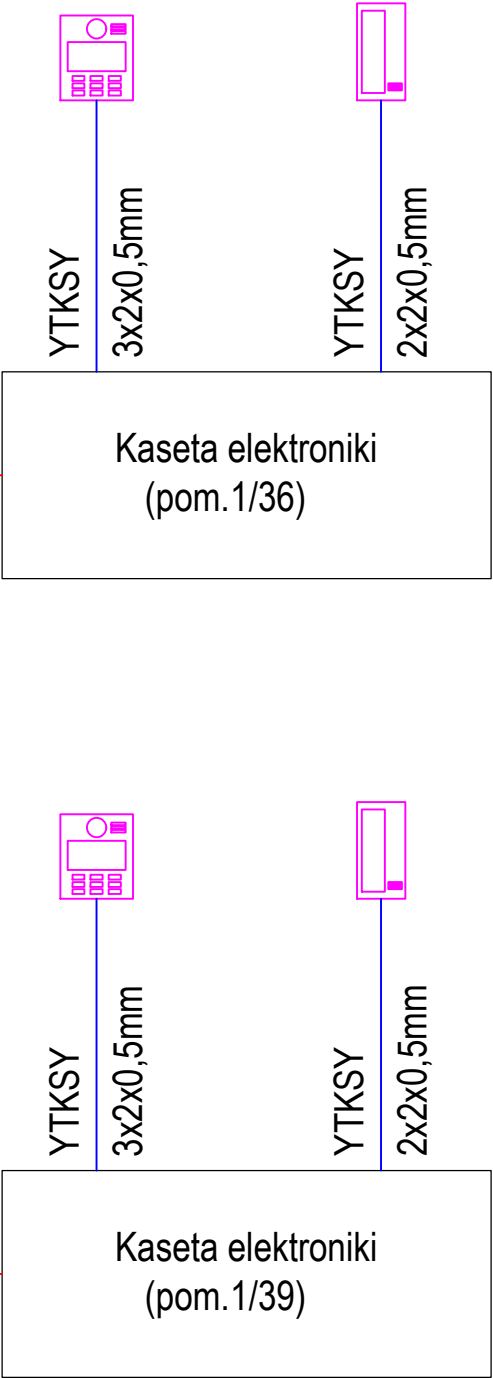 YTKSY
3x2x0,5mm
YTKSY
2x2x0,5mm
Kaseta elektroniki
(pom.1/36)
YTKSY
3x2x0,5mm
YTKSY
2x2x0,5mm
Kaseta elektroniki
(pom.1/39)